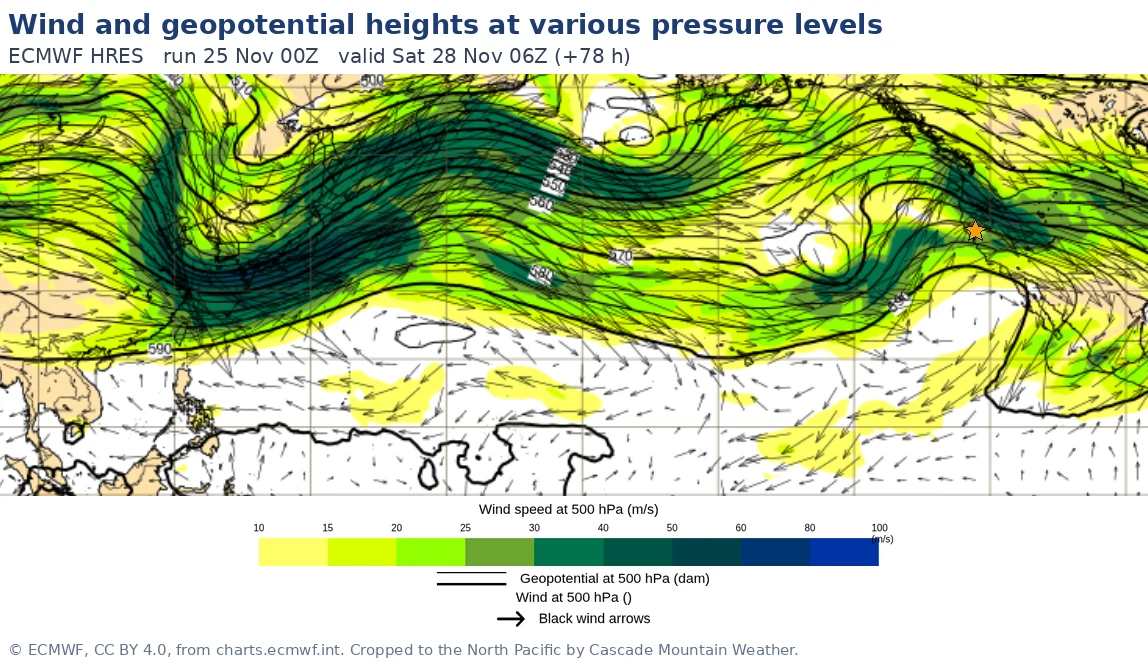 Wind and geopotential heights at various pressure levels
ECMWF HRES run 25 Nov 00Z valid Sat 28 Nov 06Z (+78 h)
510
500
550
560
570
580
590
Wind speed at 500 hPa (m/s)
10 15 20 25 30 40 50 60 80 100
(m/s)
Geopotential at 500 hPa (dam)
Wind at 500 hPa ()
Black wind arrows
© ECMWF, CC BY 4.0, from charts.ecmwf.int. Cropped to the North Pacific by Cascade Mountain Weather.